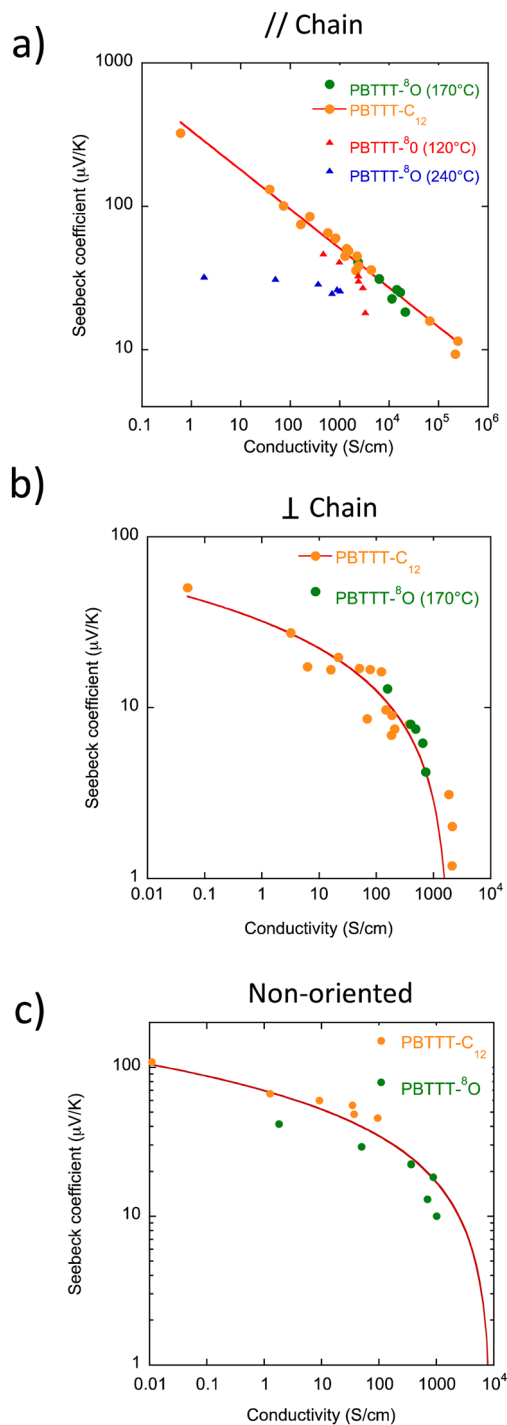 // Chain
a)
1000
100
10
Seebeck coefficient (μV/K)
PBTTT-⁸O (170°C)
PBTTT-C₁₂
PBTTT-⁸0 (120°C)
PBTTT-⁸O (240°C)
0.1 1 10 100 1000 10⁴ 10⁵ 10⁶
Conductivity (S/cm)
b)
⊥ Chain
100
10
1
Seebeck coefficient (μV/K)
PBTTT-C₁₂
PBTTT-⁸O (170°C)
0.01 0.1 1 10 100 1000 10⁴
Conductivity (S/cm)
Non-oriented
c)
100
10
1
Seebeck coefficient (μV/K)
PBTTT-C₁₂
PBTTT-⁸O
0.01 0.1 1 10 100 1000 10⁴
Conductivity (S/cm)